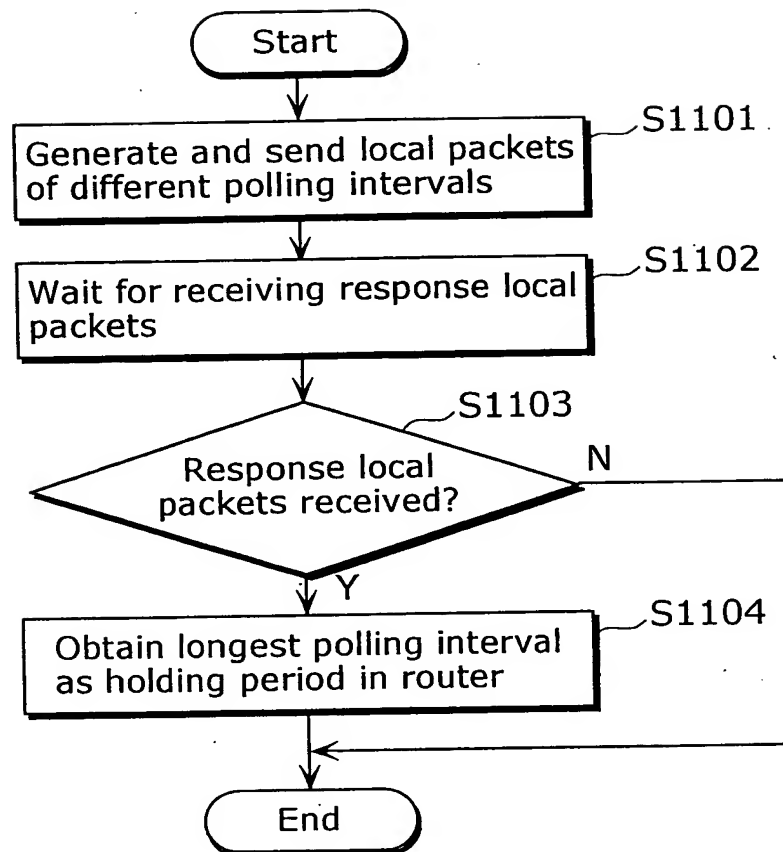 Start
S1101
Generate and send local packets
of different polling intervals
S1102
Wait for receiving response local
packets
S1103
Response local
packets received?
N
Y
S1104
Obtain longest polling interval
as holding period in router
End